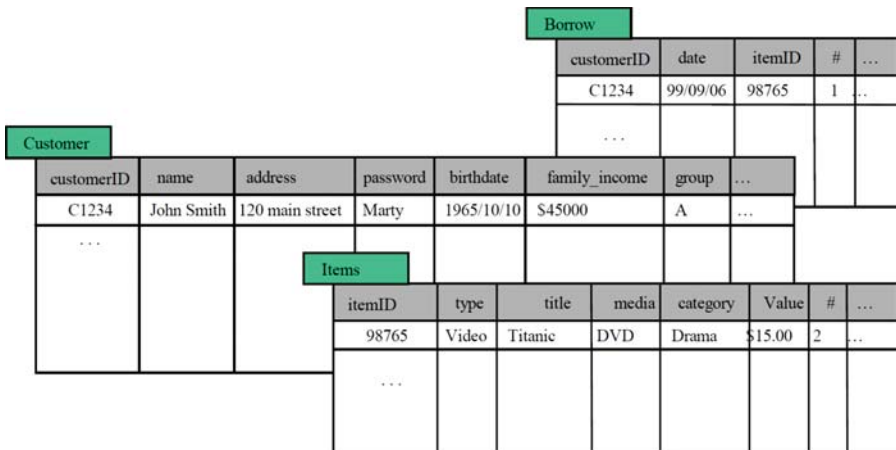 Borrow
customerID date itemID # ...
C1234 99/09/06 98765 1 ...
. . .
Customer
customerID name address password birthdate family_income group ...
C1234 John Smith 120 main street Marty 1965/10/10 $45000 A ...
. . .
Items
itemID type title media category Value # ...
98765 Video Titanic DVD Drama $15.00 2 ...
. . .